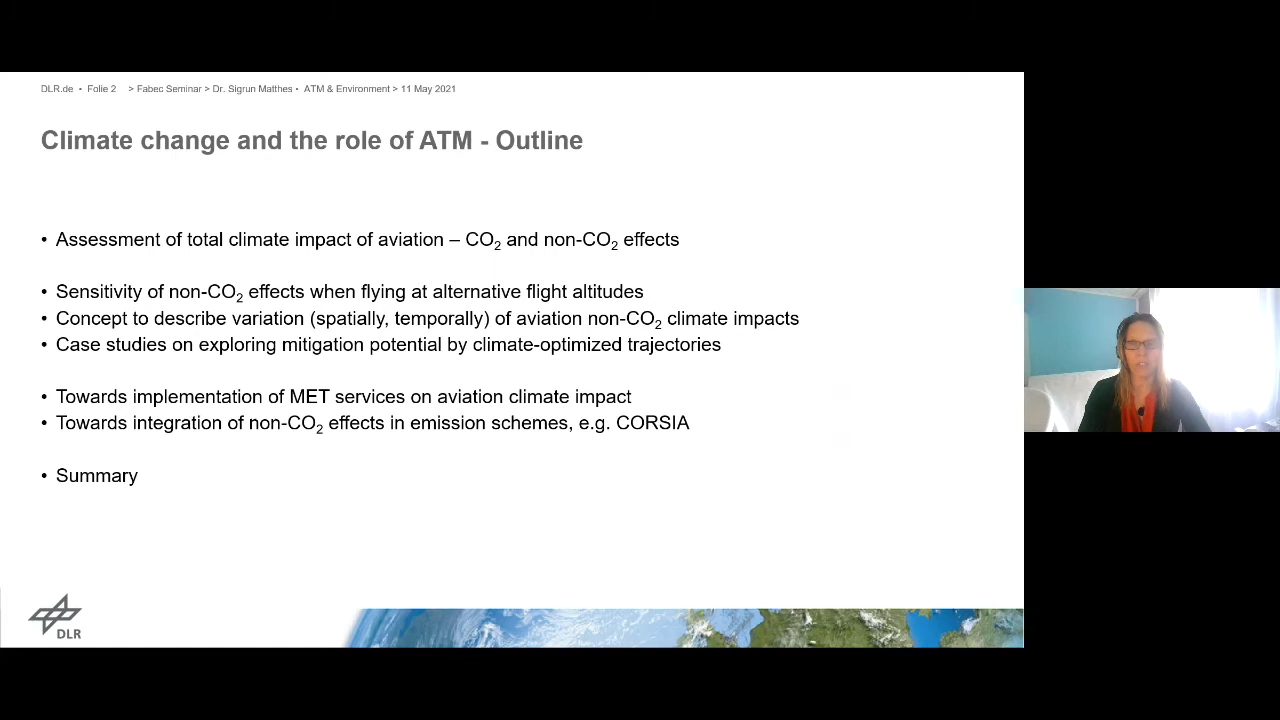 DLR.de • Folie 2 > Fabec Seminar > Dr. Sigrun Matthes • ATM & Environment > 11 May 2021
Climate change and the role of ATM - Outline
• Assessment of total climate impact of aviation – CO₂ and non-CO₂ effects
• Sensitivity of non-CO₂ effects when flying at alternative flight altitudes
• Concept to describe variation (spatially, temporally) of aviation non-CO₂ climate impacts
• Case studies on exploring mitigation potential by climate-optimized trajectories
• Towards implementation of MET services on aviation climate impact
• Towards integration of non-CO₂ effects in emission schemes, e.g. CORSIA
• Summary
DLR